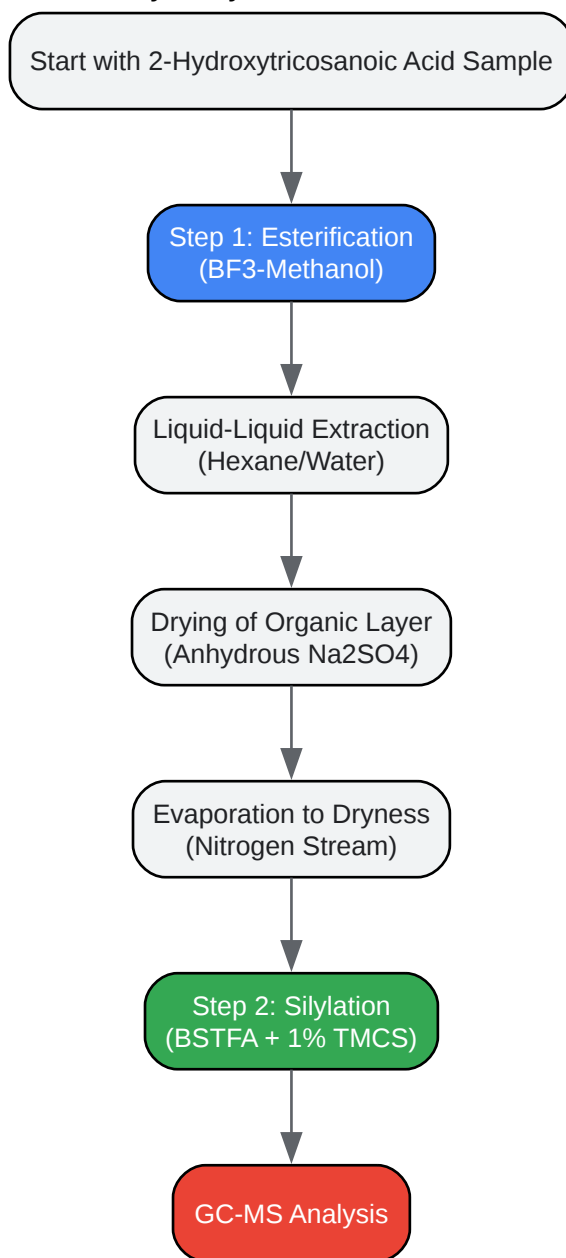 Start with 2-Hydroxytricosanoic Acid Sample
Step 1: Esterification
(BF3-Methanol)
Liquid-Liquid Extraction
(Hexane/Water)
Drying of Organic Layer
(Anhydrous Na2SO4)
Evaporation to Dryness
(Nitrogen Stream)
Step 2: Silylation
(BSTFA + 1% TMCS)
GC-MS Analysis